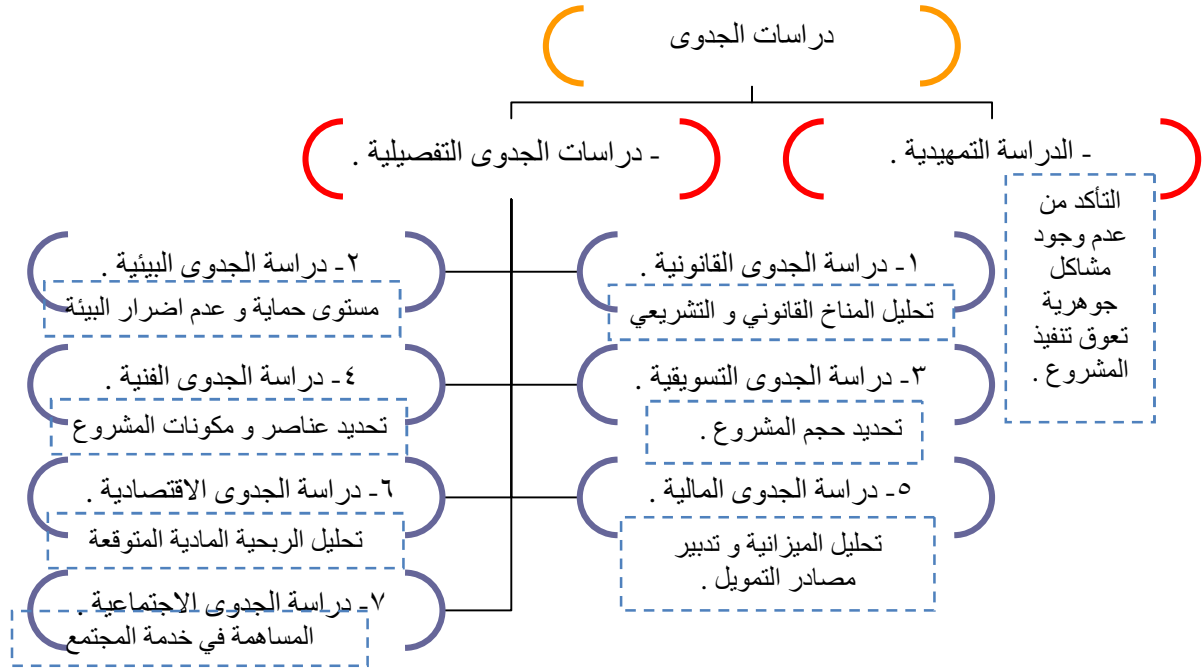 دراسات الجدوى
- الدراسة التمهيدية .
التأكد من
عدم وجود
مشاكل
جوهرية
تعوق تنفيذ
المشروع .
- دراسات الجدوى التفصيلية .
١- دراسة الجدوى القانونية .
تحليل المناخ القانوني و التشريعي
٢- دراسة الجدوى البيئية .
مستوى حماية و عدم اضرار البيئة
٣- دراسة الجدوى التسويقية .
تحديد حجم المشروع .
٤- دراسة الجدوى الفنية .
تحديد عناصر و مكونات المشروع
٥- دراسة الجدوى المالية .
تحليل الميزانية و تدبير
مصادر التمويل .
٦- دراسة الجدوى الاقتصادية .
تحليل الربحية المادية المتوقعة
٧- دراسة الجدوى الاجتماعية .
المساهمة في خدمة المجتمع